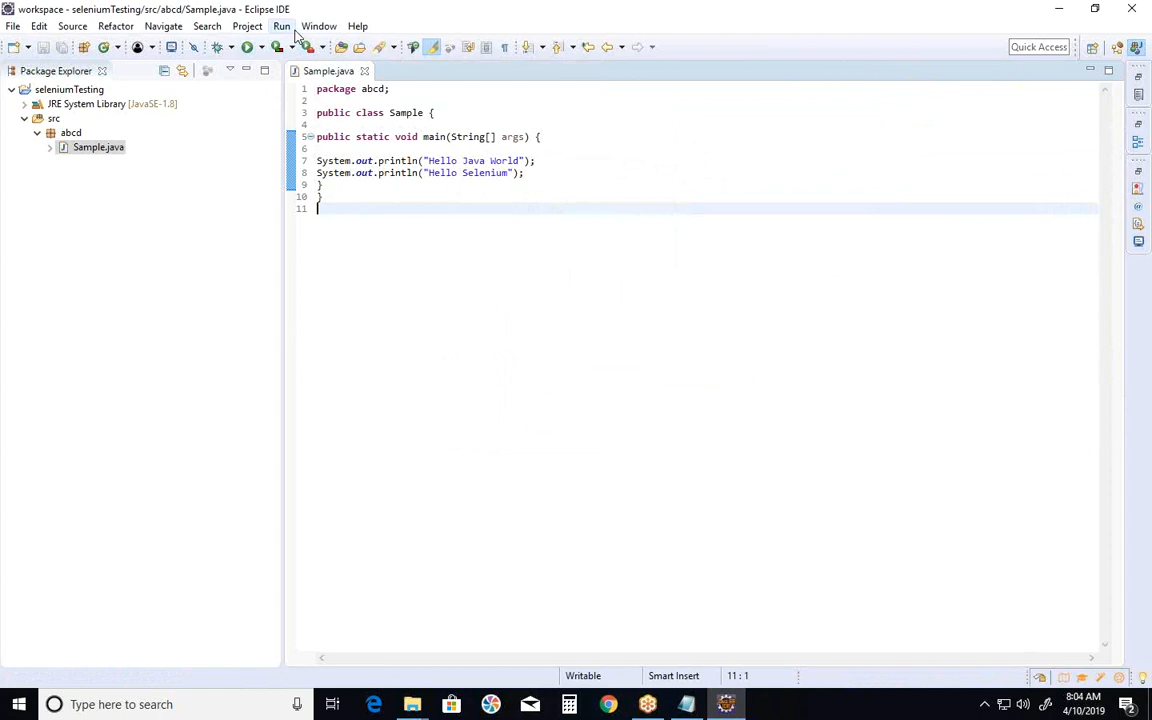 workspace - seleniumTesting/src/abcd/Sample.java - Eclipse IDE
File Edit Source Refactor Navigate Search Project Run Window Help
Quick Access
Package Explorer
Sample.java
seleniumTesting
JRE System Library [JavaSE-1.8]
src
abcd
Sample.java
1 package abcd;
2
3 public class Sample {
4
5 public static void main(String[] args) {
6
7 System.out.println("Hello Java World");
8 System.out.println("Hello Selenium");
9 }
10 }
11
Writable Smart Insert 11 : 1
Type here to search
8:04 AM
4/10/2019
2